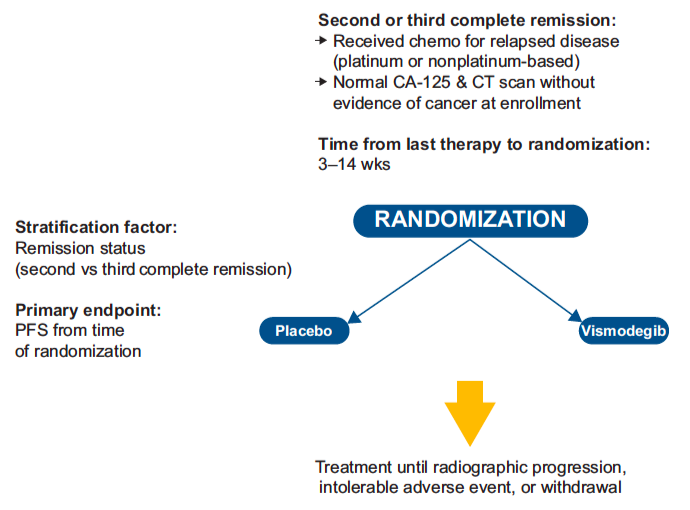 Second or third complete remission:
➔ Received chemo for relapsed disease
(platinum or nonplatinum-based)
➔ Normal CA-125 & CT scan without
evidence of cancer at enrollment
Time from last therapy to randomization:
3–14 wks
RANDOMIZATION
Stratification factor:
Remission status
(second vs third complete remission)
Primary endpoint:
PFS from time
of randomization
Placebo
Vismodegib
Treatment until radiographic progression,
intolerable adverse event, or withdrawal